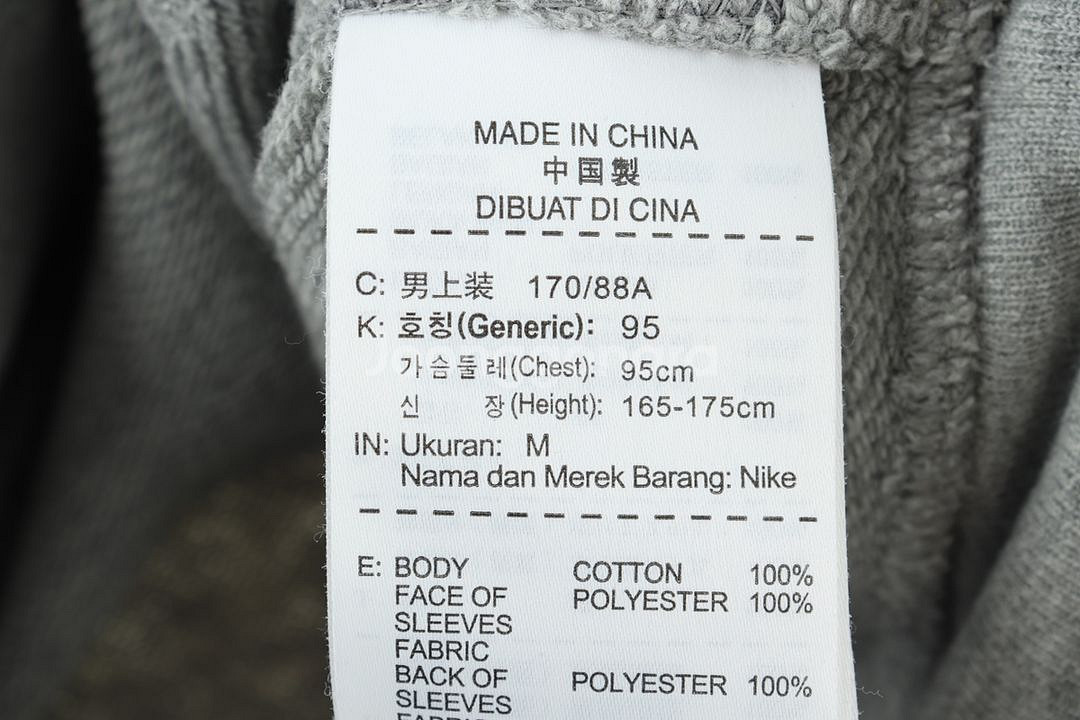 MADE IN CHINA
中国製
DIBUAT DI CINA
C: 男上装 170/88A
K: 호칭(Generic): 95
가슴둘레(Chest): 95cm
신 장(Height): 165-175cm
IN: Ukuran: M
Nama dan Merek Barang: Nike
E: BODY COTTON 100%
FACE OF POLYESTER 100%
SLEEVES
FABRIC
BACK OF POLYESTER 100%
SLEEVES